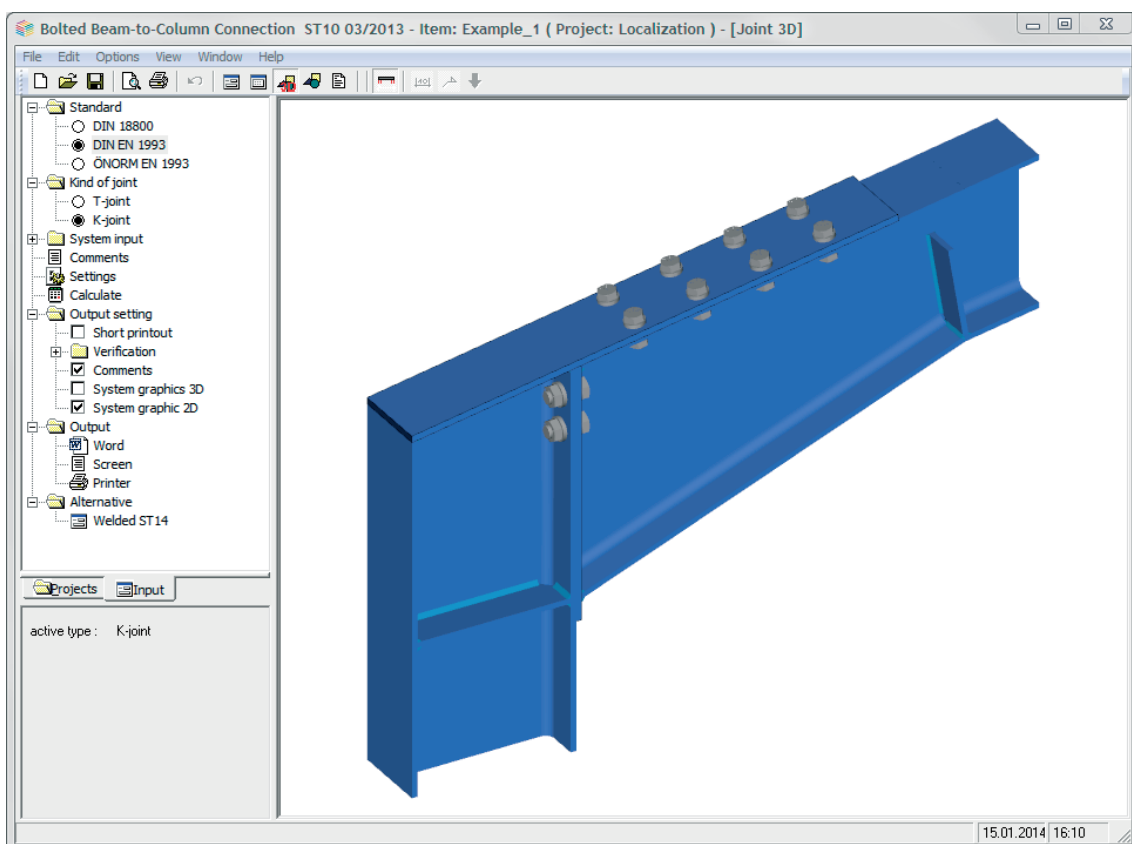 Bolted Beam-to-Column Connection ST10 03/2013 - Item: Example_1 ( Project: Localization ) - [Joint 3D]
File Edit Options View Window Help
Standard
DIN 18800
DIN EN 1993
ÖNORM EN 1993
Kind of joint
T-joint
K-joint
System input
Comments
Settings
Calculate
Output setting
Short printout
Verification
Comments
System graphics 3D
System graphic 2D
Output
Word
Screen
Printer
Alternative
Welded ST14
Projects Input
active type : K-joint
15.01.2014 16:10